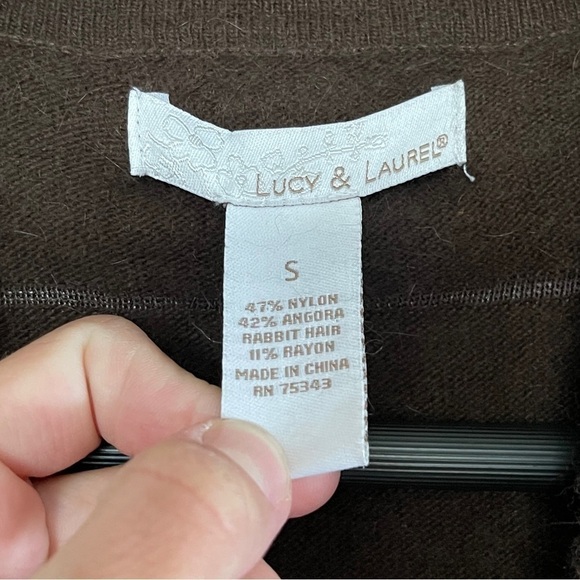 LUCY & LAUREL®
S
47% NYLON
42% ANGORA
RABBIT HAIR
11% RAYON
MADE IN CHINA
RN 75343